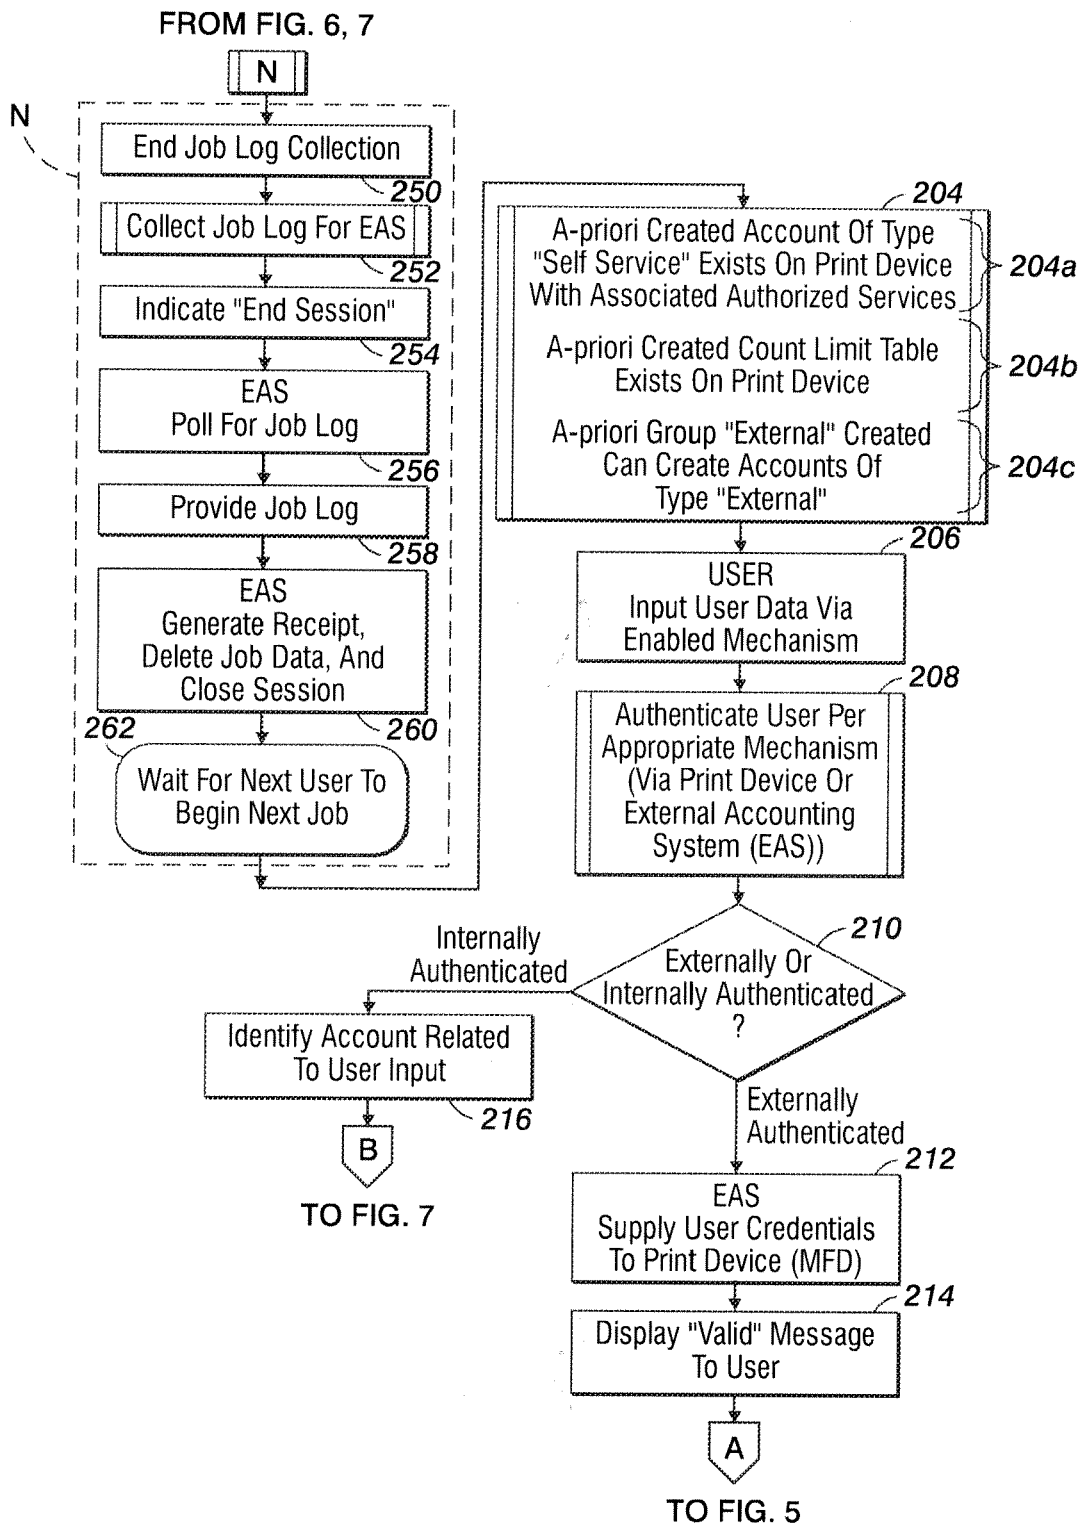 FROM FIG. 6, 7
N
N
End Job Log Collection
250
Collect Job Log For EAS
252
Indicate "End Session"
254
EAS
Poll For Job Log
256
Provide Job Log
258
EAS
Generate Receipt,
Delete Job Data, And
Close Session
260
262
Wait For Next User To
Begin Next Job
204
A-priori Created Account Of Type
"Self Service" Exists On Print Device
With Associated Authorized Services
204a
A-priori Created Count Limit Table
Exists On Print Device
204b
A-priori Group "External" Created
Can Create Accounts Of
Type "External"
204c
206
USER
Input User Data Via
Enabled Mechanism
208
Authenticate User Per
Appropriate Mechanism
(Via Print Device Or
External Accounting
System (EAS))
210
Externally Or
Internally Authenticated
?
Internally
Authenticated
Identify Account Related
To User Input
216
B
TO FIG. 7
Externally
Authenticated
212
EAS
Supply User Credentials
To Print Device (MFD)
214
Display "Valid" Message
To User
A
TO FIG. 5